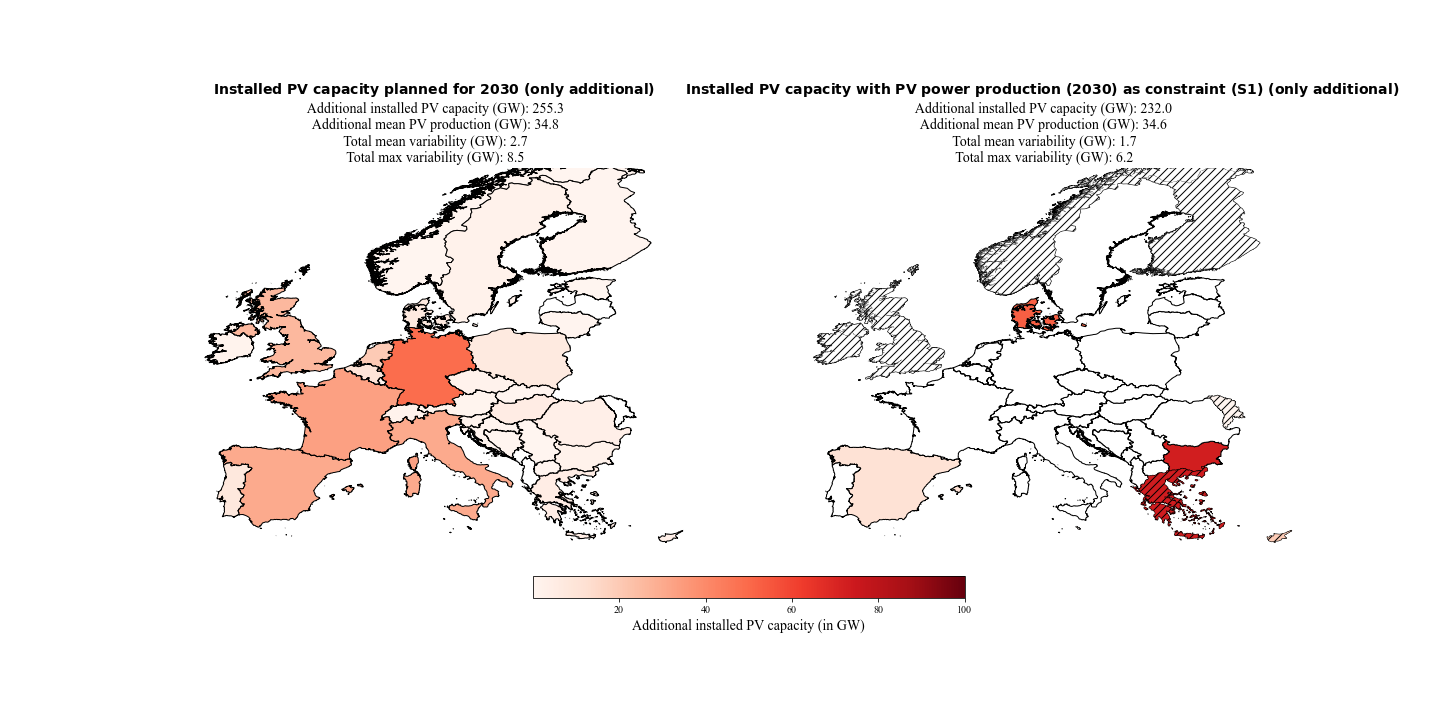 Installed PV capacity planned for 2030 (only additional)
Additional installed PV capacity (GW): 255.3
Additional mean PV production (GW): 34.8
Total mean variability (GW): 2.7
Total max variability (GW): 8.5
Installed PV capacity with PV power production (2030) as constraint (S1) (only additional)
Additional installed PV capacity (GW): 232.0
Additional mean PV production (GW): 34.6
Total mean variability (GW): 1.7
Total max variability (GW): 6.2
20 40 60 80 100
Additional installed PV capacity (in GW)